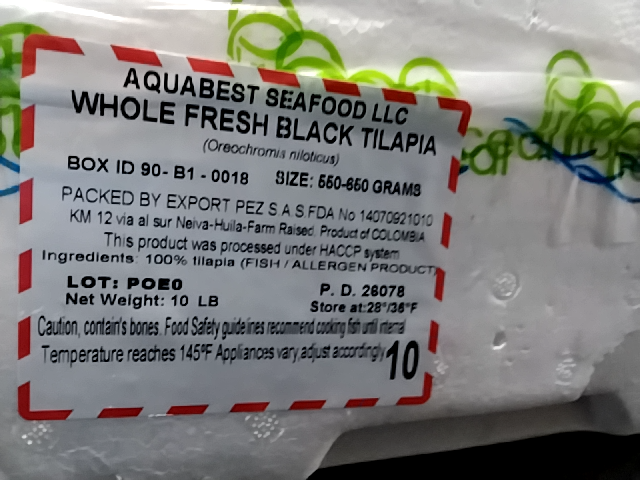 AQUABEST SEAFOOD LLC
WHOLE FRESH BLACK TILAPIA
(Oreochromis niloticus)
BOX ID 90- B1 - 0018 SIZE: 550-650 GRAMS
PACKED BY EXPORT PEZ S.A.S.FDA No 14070921010
KM 12 via al sur Neiva-Huila-Farm Raised. Product of COLOMBIA
This product was processed under HACCP system
Ingredients: 100% tilapia (FISH / ALLERGEN PRODUCT)
LOT: POE0 P. D. 26078
Net Weight: 10 LB Store at:28°/36°F
Caution, contain's bones. Food Safety guidelines recommend cooking fish until internal
Temperature reaches 145°F Appliances vary,adjust accordingly 10